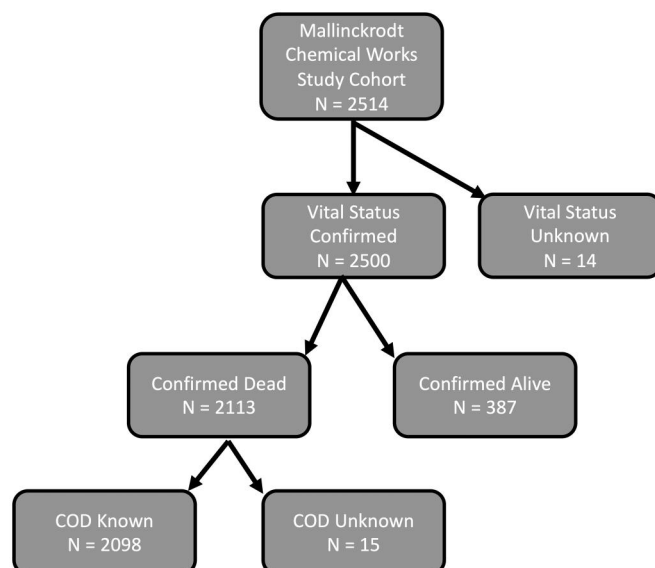 Mallinckrodt
Chemical Works
Study Cohort
N = 2514
Vital Status
Confirmed
N = 2500
Vital Status
Unknown
N = 14
Confirmed Dead
N = 2113
Confirmed Alive
N = 387
COD Known
N = 2098
COD Unknown
N = 15